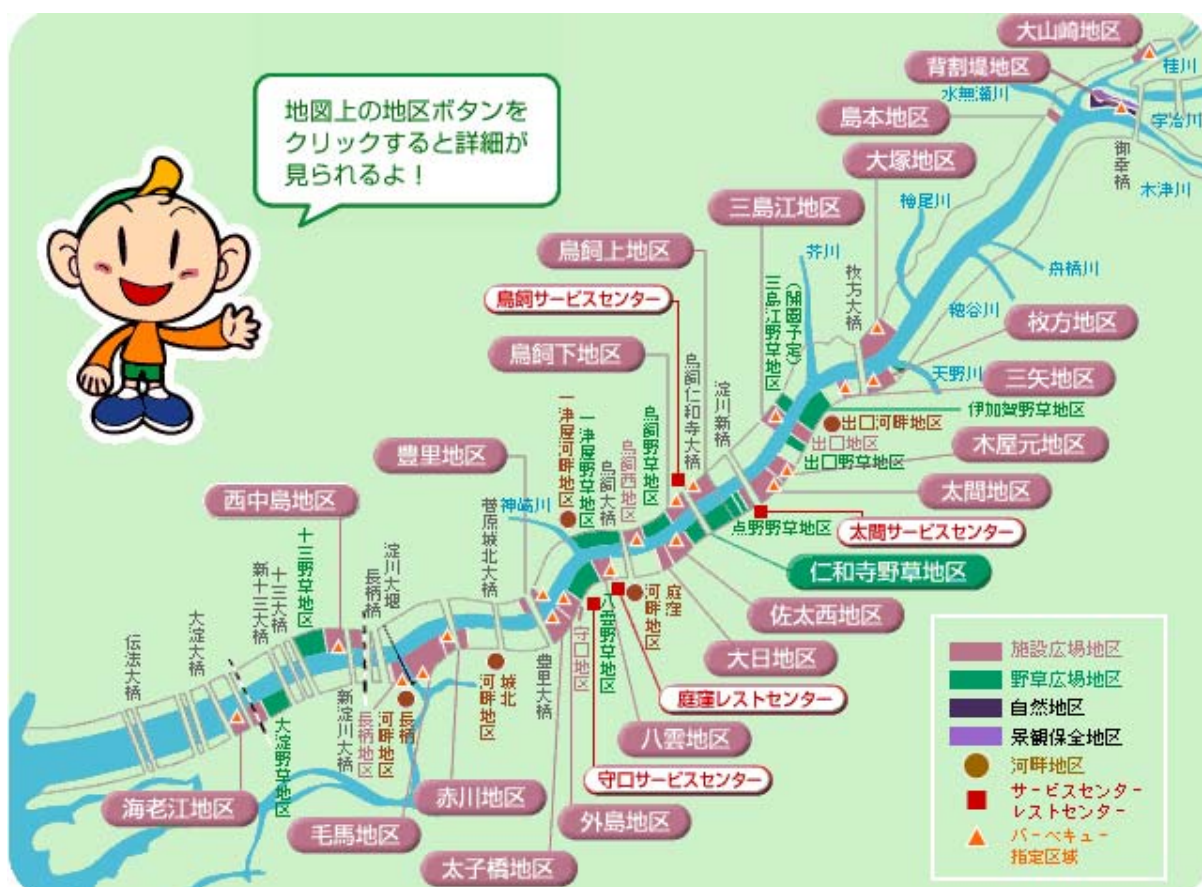 地図上の地区ボタンを
クリックすると詳細が
見られるよ！
大山崎地区
背割堤地区
桂川
水無瀬川
宇治川
島本地区
御幸橋
木津川
大塚地区
檜尾川
三島江地区
芥川
舟橋川
鳥飼上地区
枚方大橋
穂谷川
鳥飼サービスセンター
三島江野草地区
(開園予定)
枚方地区
鳥飼下地区
鳥飼仁和寺大橋
淀川新橋
天野川
三矢地区
伊加賀野草地区
出口河畔地区
出口地区
出口野草地区
木屋元地区
一津屋河畔地区
一津屋野草地区
鳥飼大橋
鳥飼西地区
鳥飼野草地区
豊里地区
太間地区
西中島地区
神崎川
菅原城北大橋
点野野草地区
太間サービスセンター
仁和寺野草地区
十三野草地区
淀川大堰
長柄橋
十三大橋
新十三大橋
佐太西地区
庭窪
河畔地区
八雲野草地区
守口地区
大淀大橋
伝法大橋
大日地区
豊里大橋
城北
河畔地区
庭窪レストセンター
新淀川大橋
長柄地区
長柄
河畔地区
大淀野草地区
八雲地区
守口サービスセンター
赤川地区
海老江地区
外島地区
毛馬地区
太子橋地区
施設広場地区
野草広場地区
自然地区
景観保全地区
河畔地区
サービスセンター
レストセンター
バーベキュー
指定区域